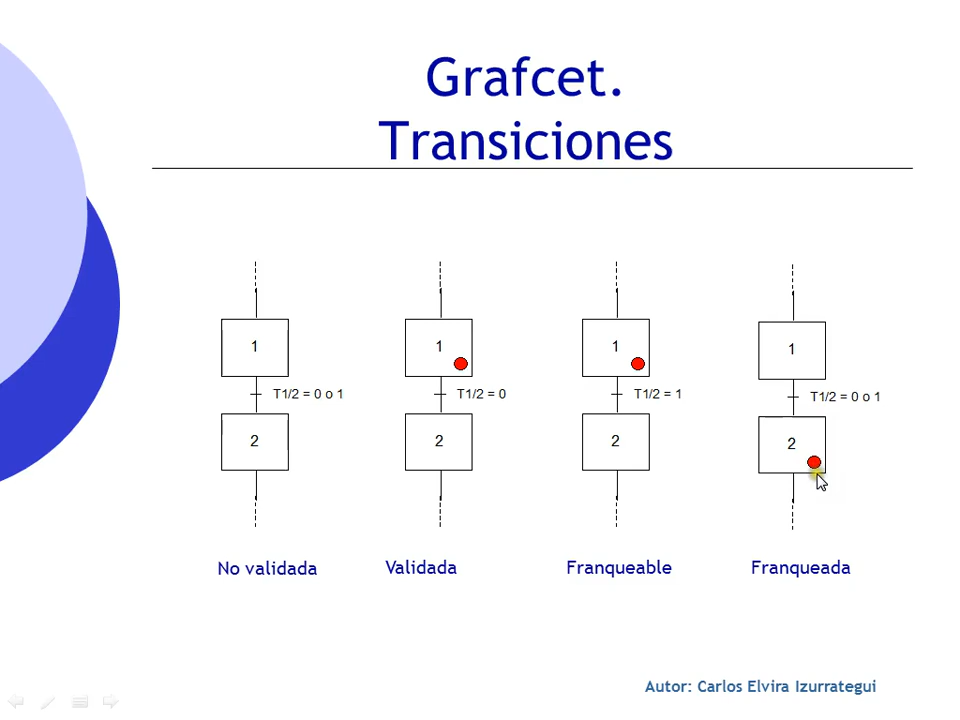 Grafcet.
Transiciones
1
1
1
1
T1/2 = 0 o 1
T1/2 = 0
T1/2 = 1
T1/2 = 0 o 1
2
2
2
2
No validada
Validada
Franqueable
Franqueada
Autor: Carlos Elvira Izurrategui